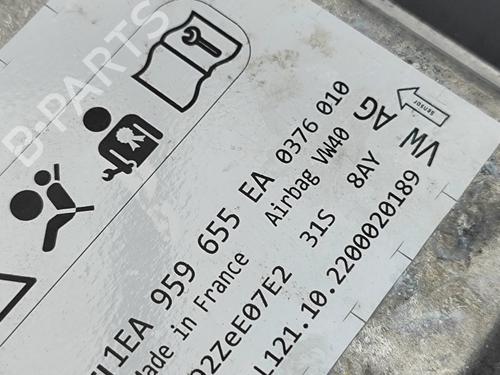 B-PARTS
SENSOR
VW AG
1EA 959 655 EA 0376 010
Made in France Airbag VW40
31S 8AY
121.10.2200020189